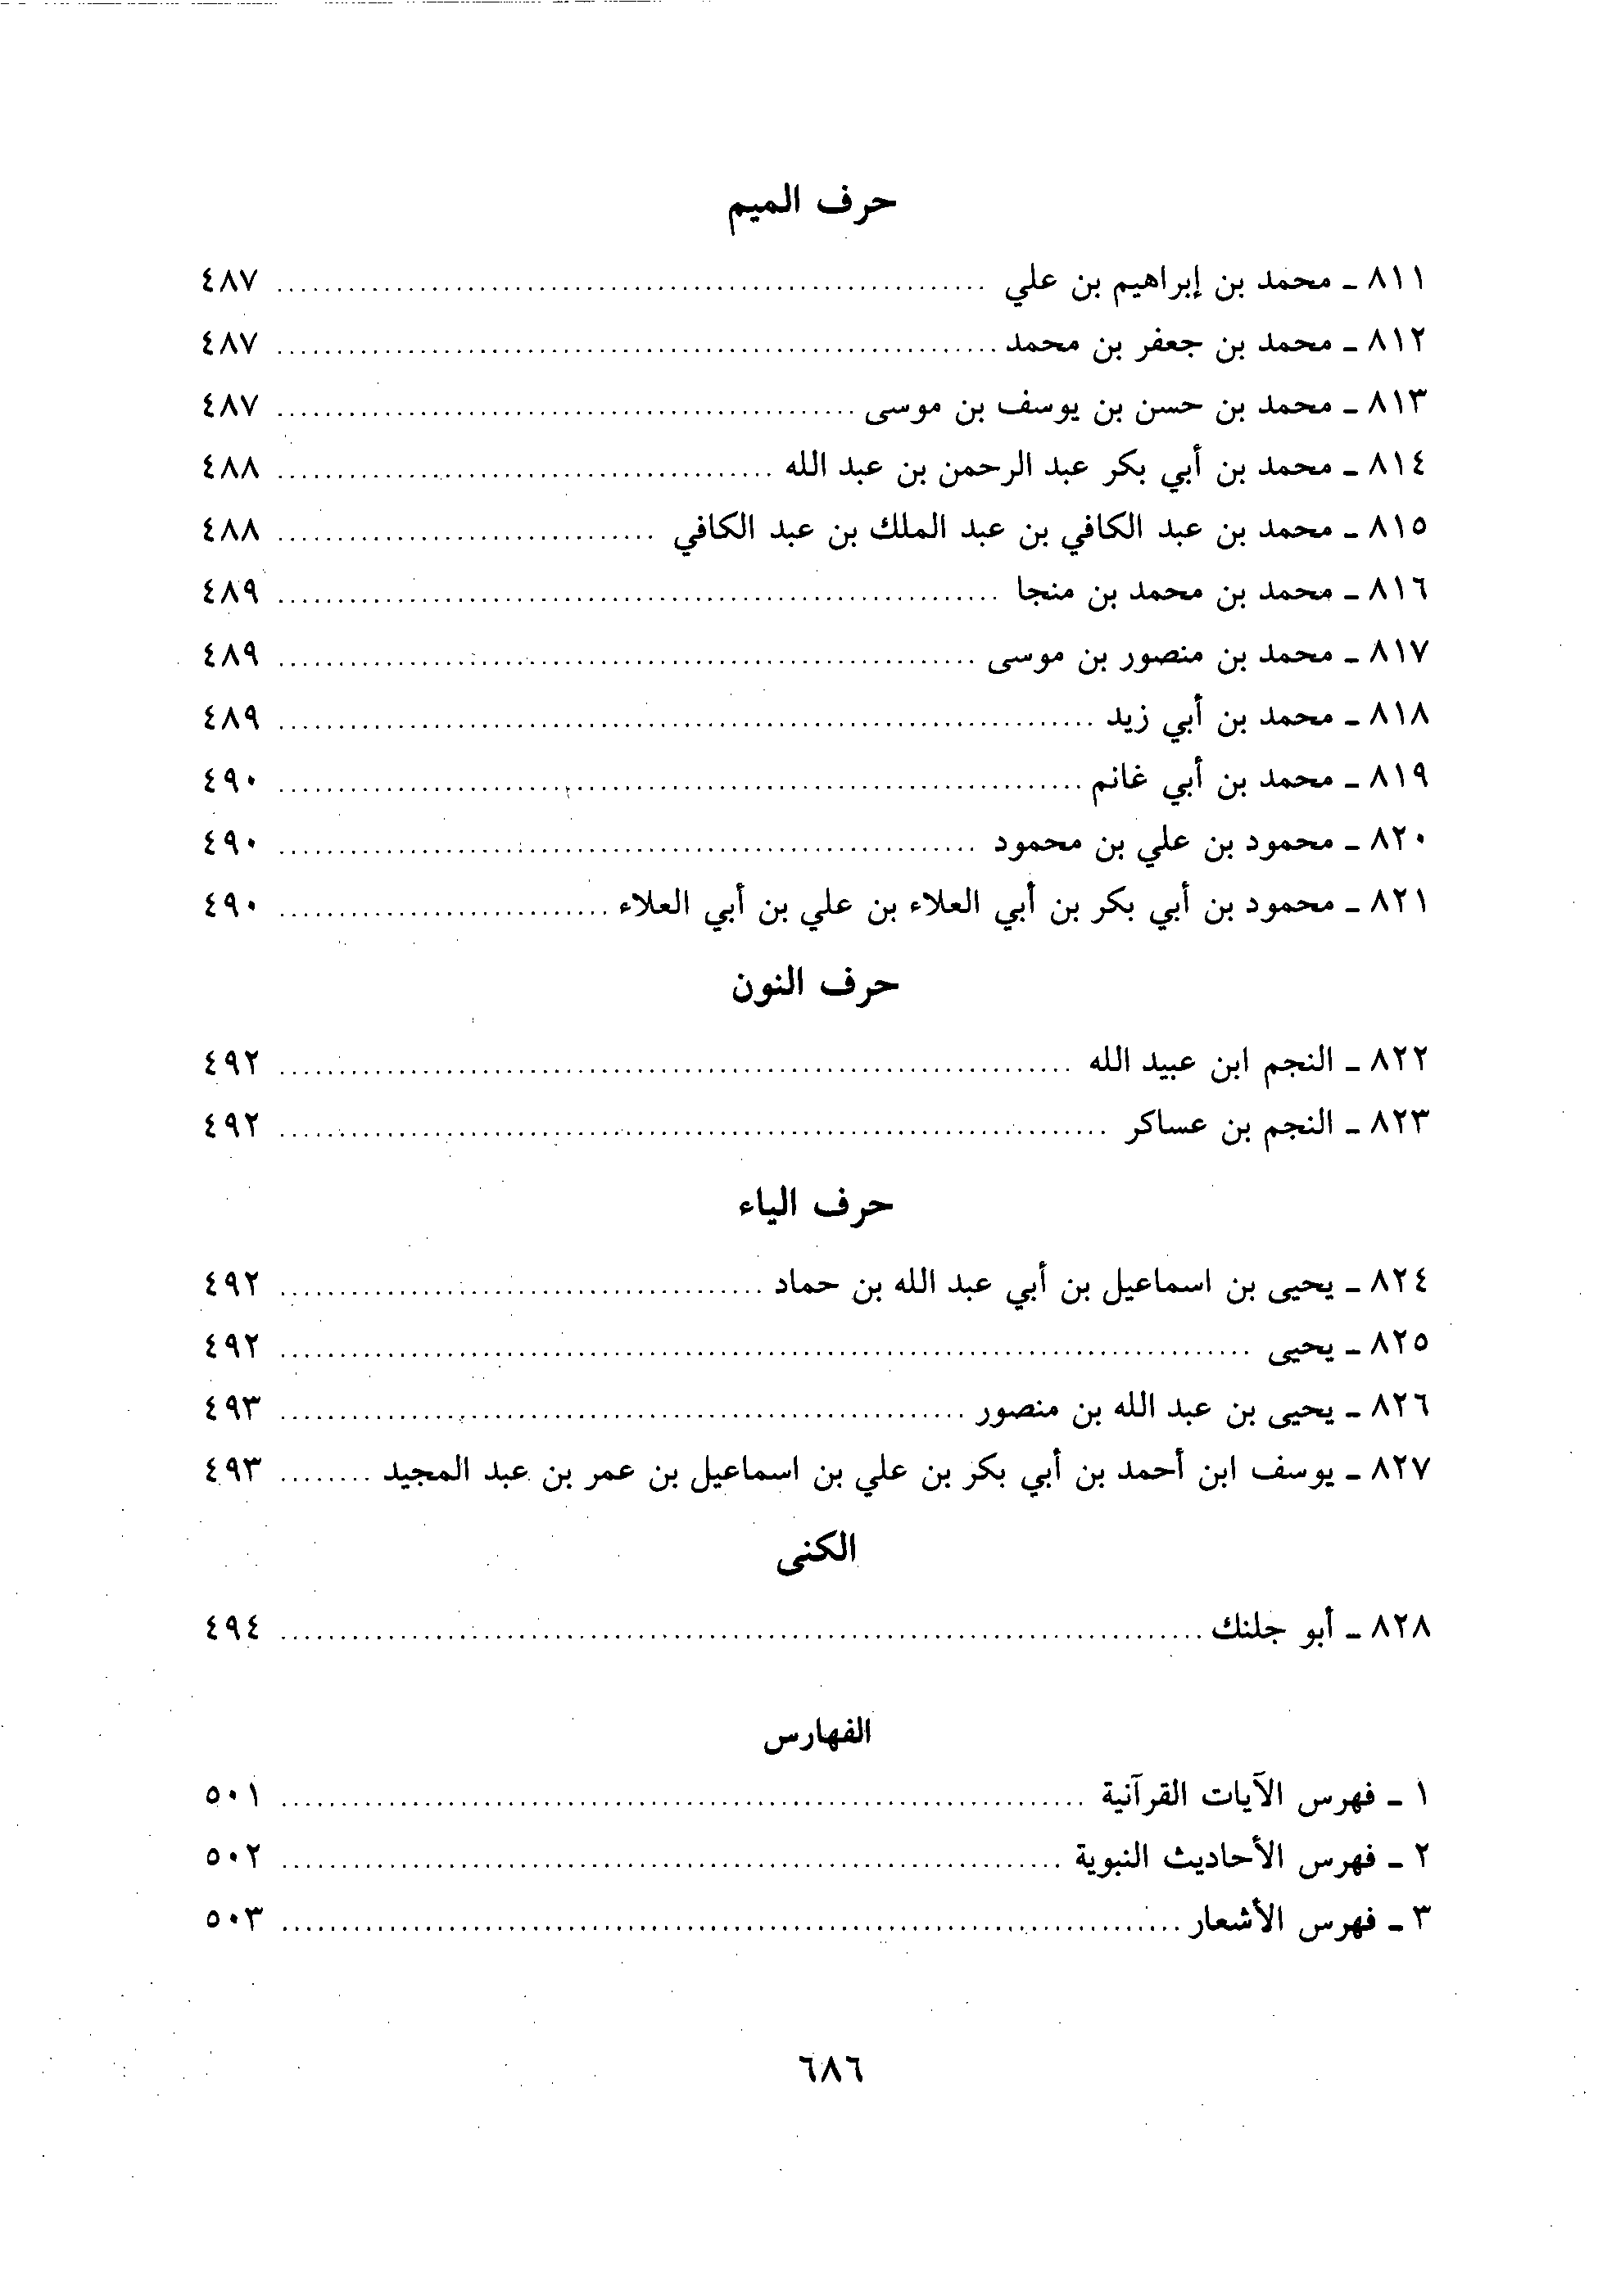 حرف الميم
٨١١ ـ محمد بن إبراهيم بن علي ........ ٤٨٧
٨١٢ ـ محمد بن جعفر بن محمد ........ ٤٨٧
٨١٣ ـ محمد بن حسن بن يوسف بن موسى ........ ٤٨٧
٨١٤ ـ محمد بن أبي بكر عبد الرحمن بن عبد الله ........ ٤٨٨
٨١٥ ـ محمد بن عبد الكافي بن عبد الملك بن عبد الكافي ........ ٤٨٨
٨١٦ ـ محمد بن محمد بن منجا ........ ٤٨٩
٨١٧ ـ محمد بن منصور بن موسى ........ ٤٨٩
٨١٨ ـ محمد بن أبي زيد ........ ٤٨٩
٨١٩ ـ محمد بن أبي غانم ........ ٤٩٠
٨٢٠ ـ محمود بن علي بن محمود ........ ٤٩٠
٨٢١ ـ محمود بن أبي بكر بن أبي العلاء بن علي بن أبي العلاء ........ ٤٩٠
حرف النون
٨٢٢ ـ النجم ابن عبيد الله ........ ٤٩٢
٨٢٣ ـ النجم بن عساكر ........ ٤٩٢
حرف الياء
٨٢٤ ـ يحيى بن اسماعيل بن أبي عبد الله بن حماد ........ ٤٩٢
٨٢٥ ـ يحيى ........ ٤٩٢
٨٢٦ ـ يحيى بن عبد الله بن منصور ........ ٤٩٣
٨٢٧ ـ يوسف ابن أحمد بن أبي بكر بن علي بن اسماعيل بن عمر بن عبد المجيد ........ ٤٩٣
الكنى
٨٢٨ ـ أبو جلنك ........ ٤٩٤
الفهارس
١ ـ فهرس الآيات القرآنية ........ ٥٠١
٢ ـ فهرس الأحاديث النبوية ........ ٥٠٢
٣ ـ فهرس الأشعار ........ ٥٠٣
٦٨٦